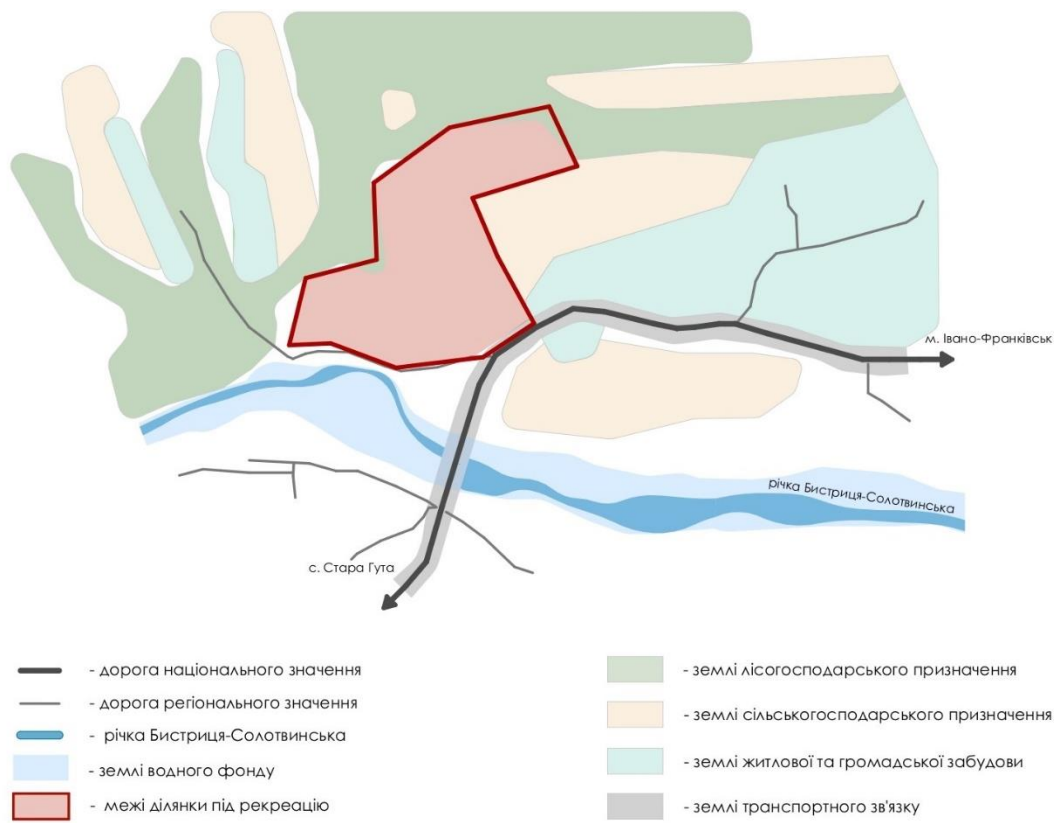 м. Івано-Франківськ
річка Бистриця-Солотвинська
с. Стара Гута
- дорога національного значення
- дорога регіонального значення
- річка Бистриця-Солотвинська
- землі водного фонду
- межі ділянки під рекреацію
- землі лісогосподарського призначення
- землі сільськогосподарського призначення
- землі житлової та громадської забудови
- землі транспортного зв'язку